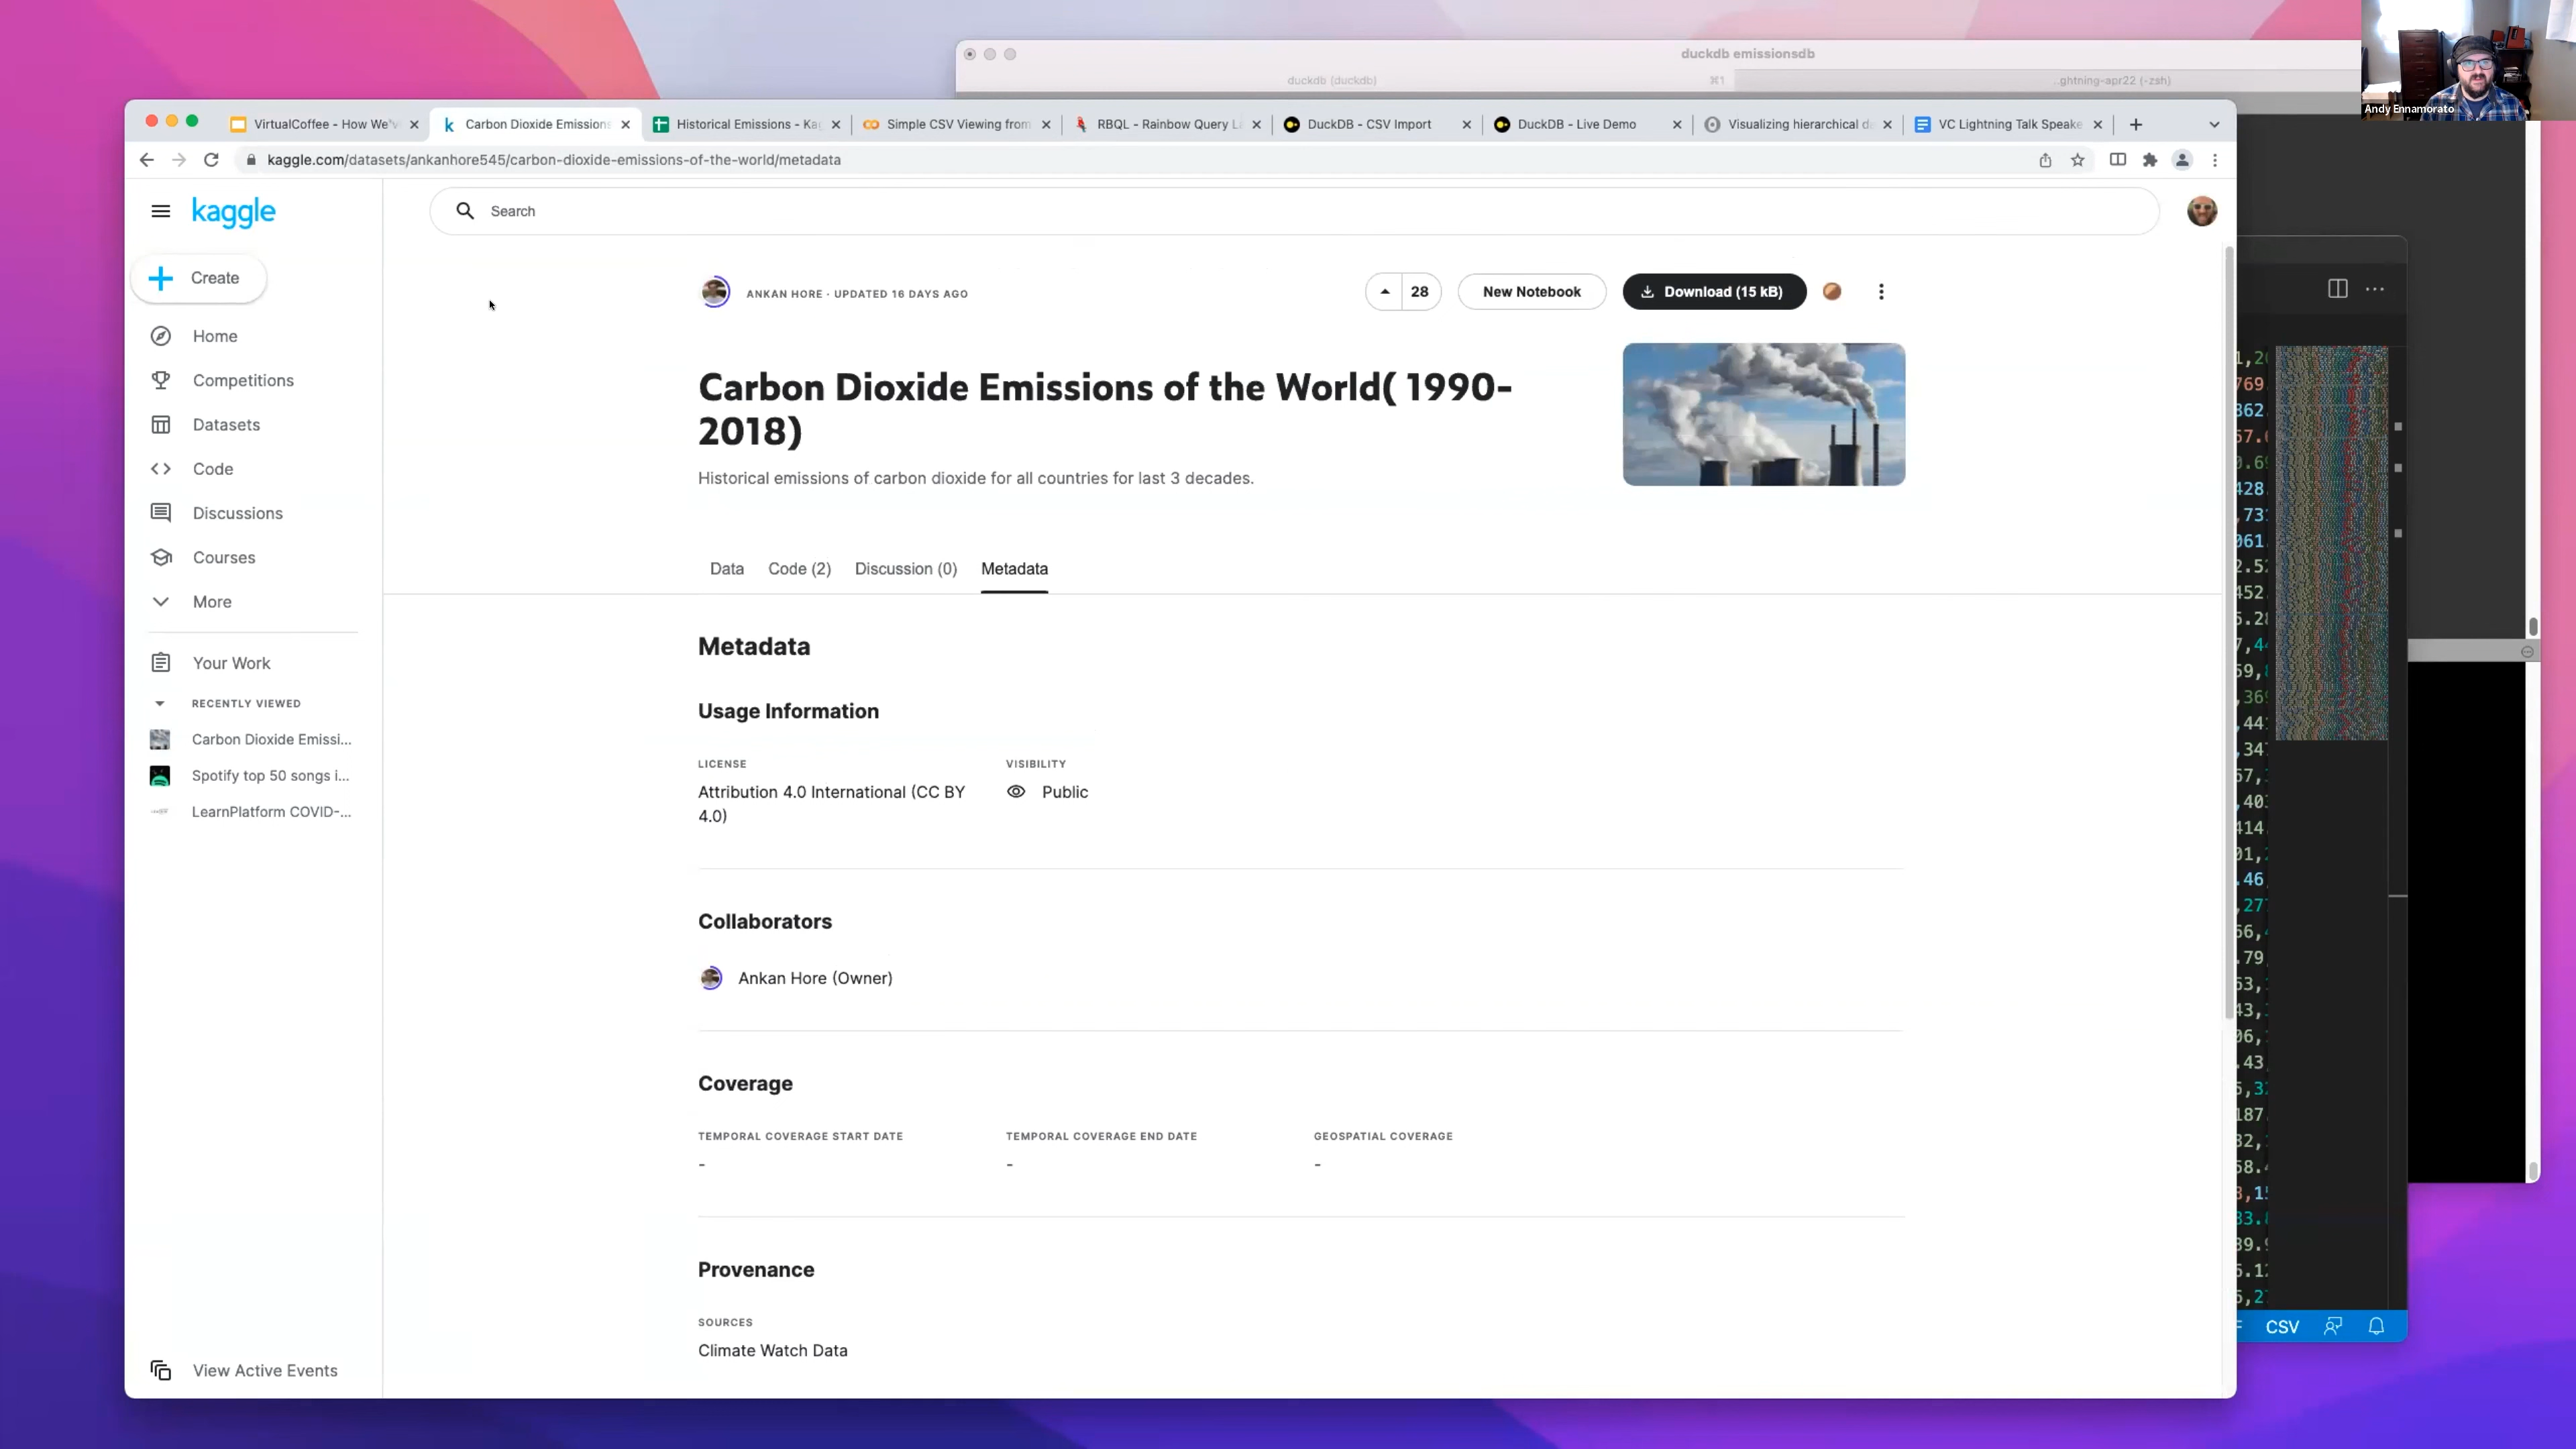 duckdb emissionsdb
duckdb (duckdb)
⌘1
..ghtning-apr22 (-zsh)
Andy Ennamorato
VirtualCoffee - How We'v
Carbon Dioxide Emissions
Historical Emissions - Kag
Simple CSV Viewing from
RBQL - Rainbow Query La
DuckDB - CSV Import
DuckDB - Live Demo
Visualizing hierarchical da
VC Lightning Talk Speake
kaggle.com/datasets/ankanhore545/carbon-dioxide-emissions-of-the-world/metadata
kaggle
Search
Create
Home
Competitions
Datasets
Code
Discussions
Courses
More
Your Work
RECENTLY VIEWED
Carbon Dioxide Emissi...
Spotify top 50 songs i...
LearnPlatform COVID-...
View Active Events
ANKAN HORE · UPDATED 16 DAYS AGO
28
New Notebook
Download (15 kB)
Carbon Dioxide Emissions of the World( 1990-
2018)
Historical emissions of carbon dioxide for all countries for last 3 decades.
Data
Code (2)
Discussion (0)
Metadata
Metadata
Usage Information
LICENSE
VISIBILITY
Attribution 4.0 International (CC BY
4.0)
Public
Collaborators
Ankan Hore (Owner)
Coverage
TEMPORAL COVERAGE START DATE
TEMPORAL COVERAGE END DATE
GEOSPATIAL COVERAGE
-
-
-
Provenance
SOURCES
Climate Watch Data
CSV